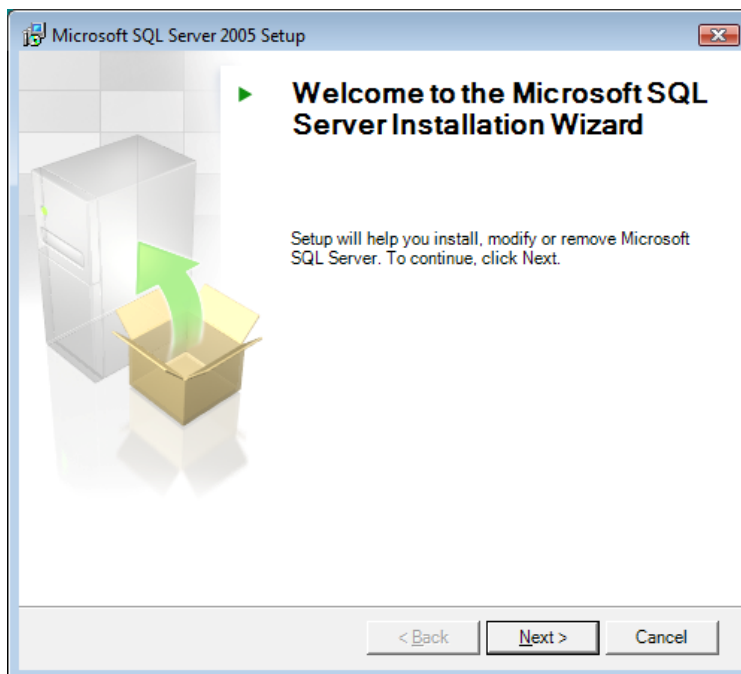 Microsoft SQL Server 2005 Setup
Welcome to the Microsoft SQL
Server Installation Wizard
Setup will help you install, modify or remove Microsoft
SQL Server. To continue, click Next.
< Back
Next >
Cancel